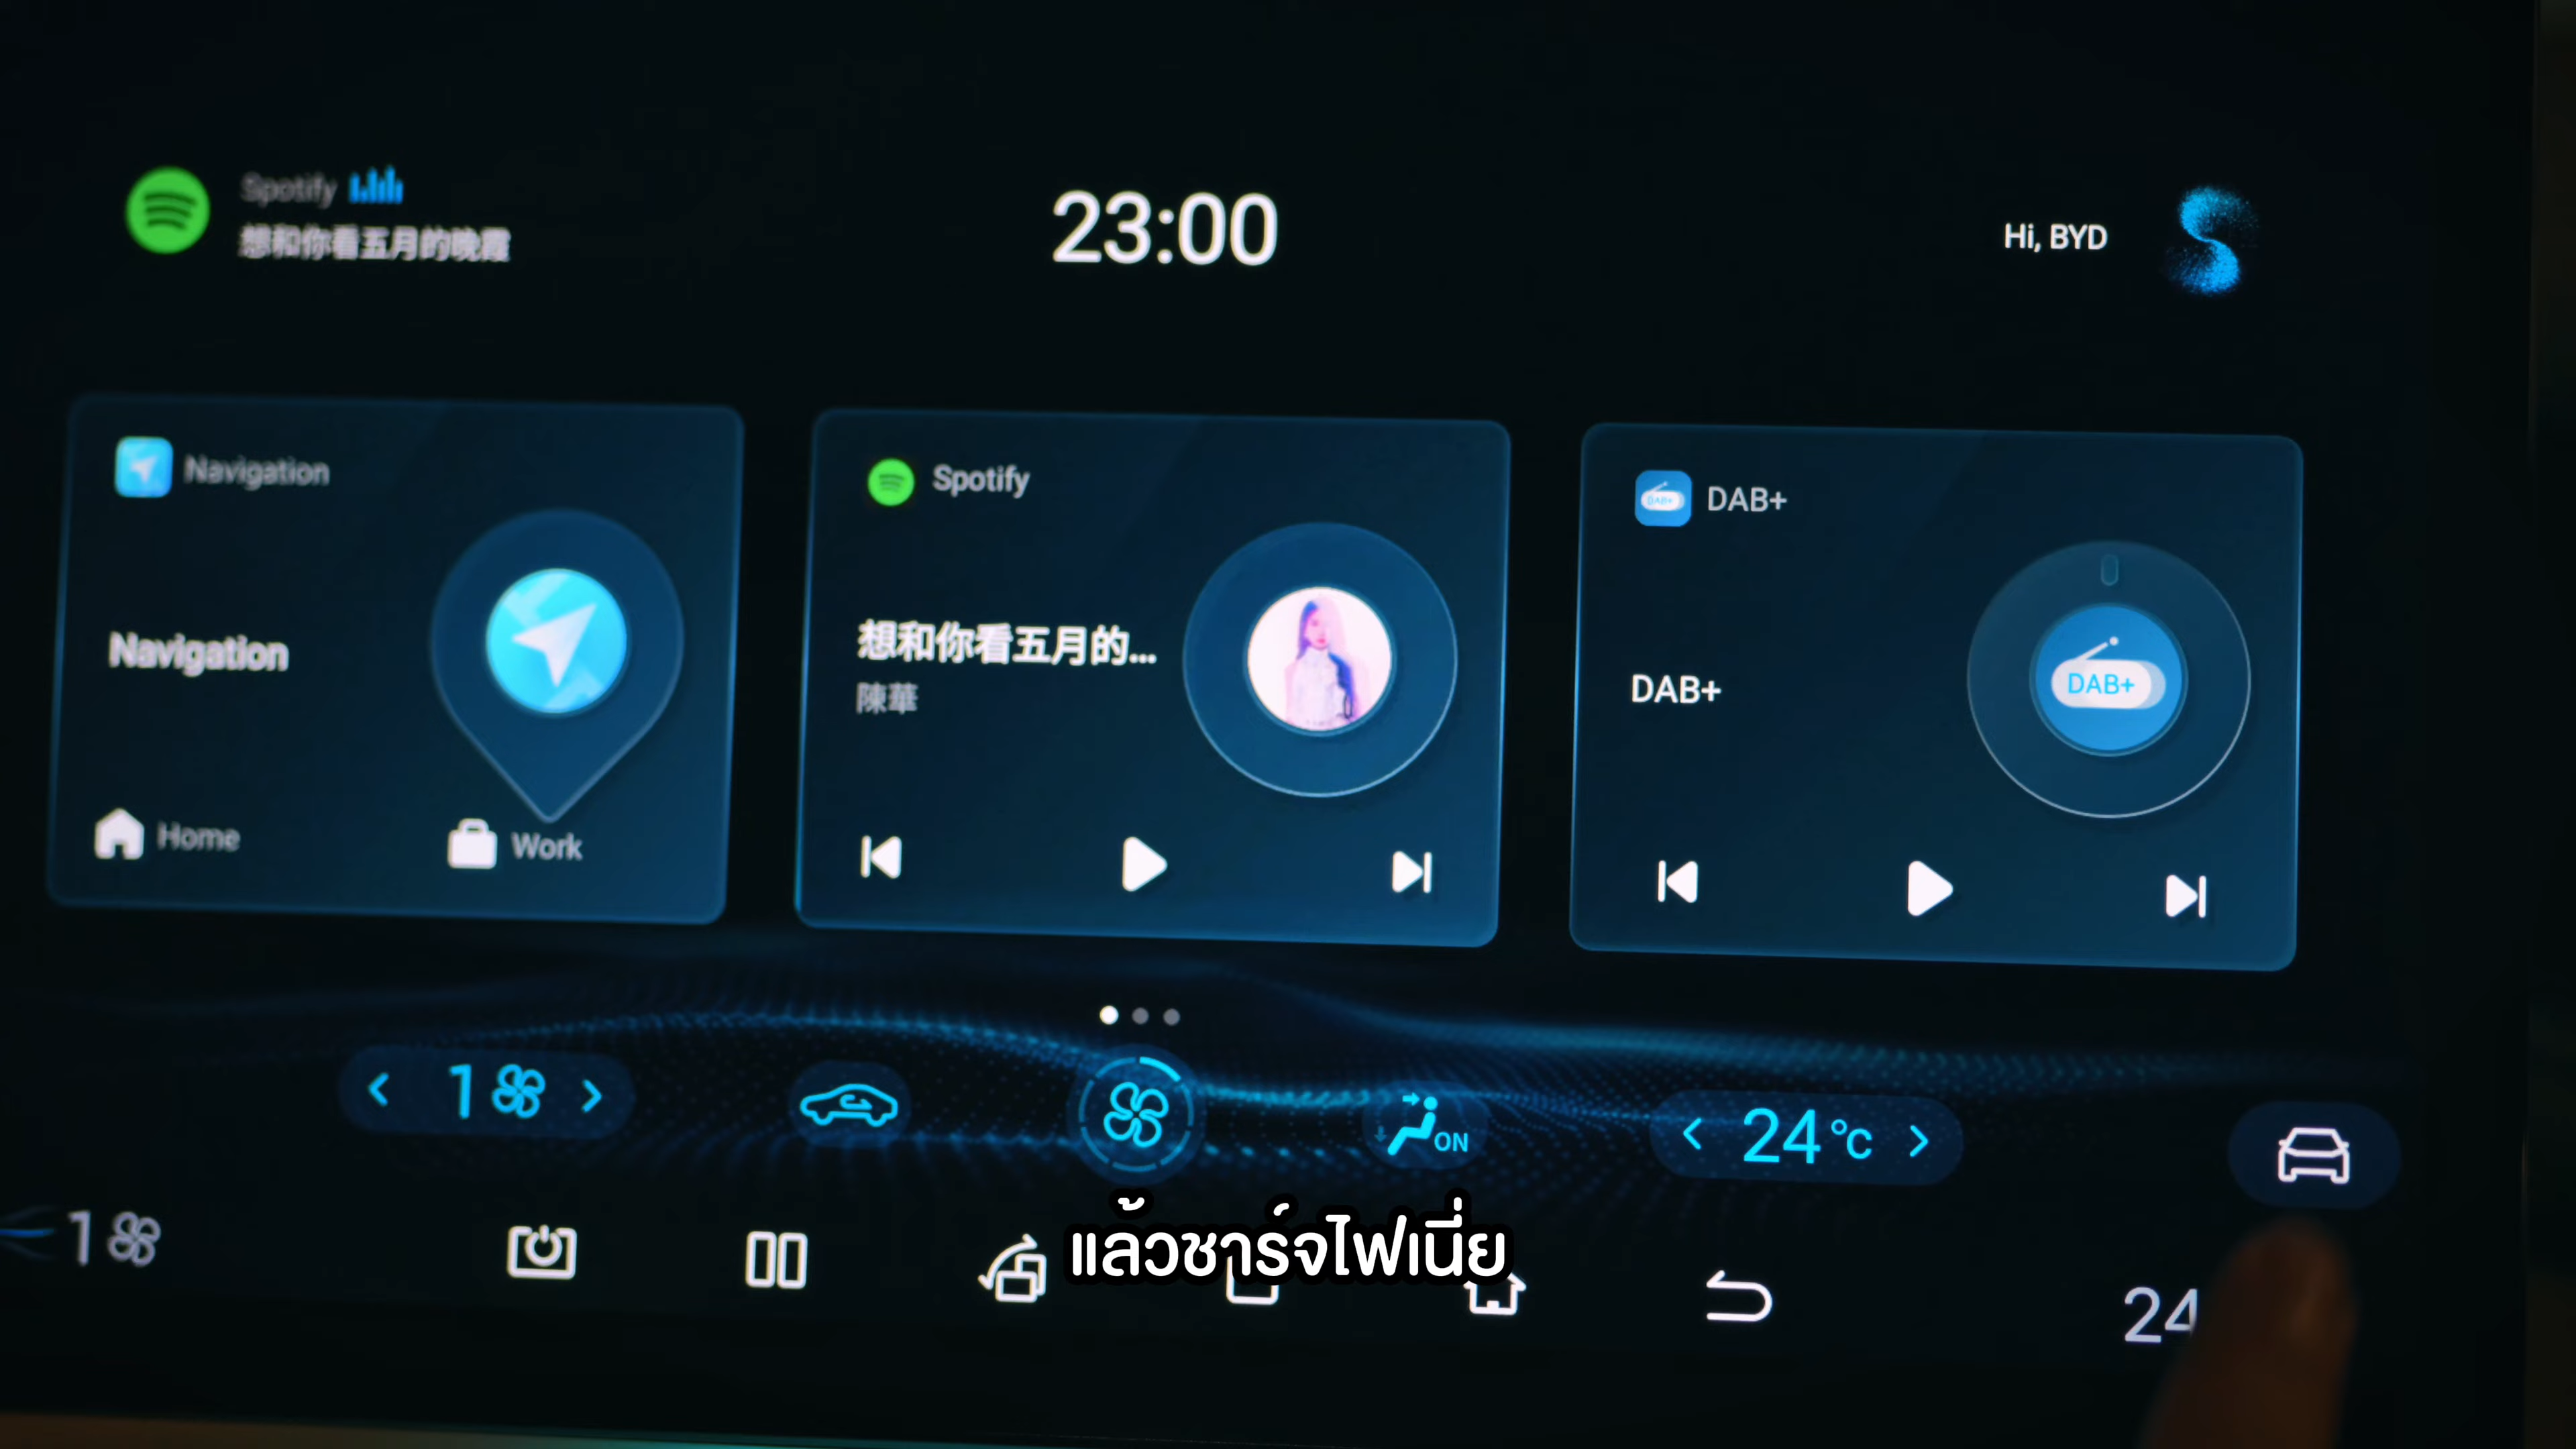 Spotify
想和你看五月的晚霞
23:00
Hi, BYD
Navigation
Navigation
Home
Work
Spotify
想和你看五月的...
陳華
DAB+
DAB+
DAB+
DAB+
1
ON
24°C
1
แล้วชาร์จไฟเนี่ย
24